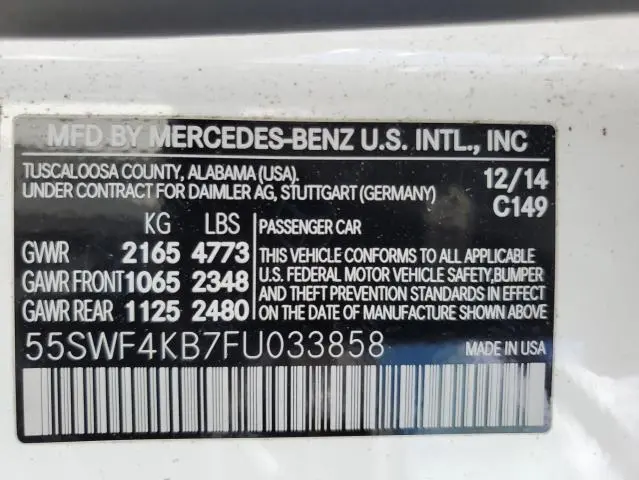 MFD BY MERCEDES-BENZ U.S. INTL., INC
TUSCALOOSA COUNTY, ALABAMA (USA). 12/14
UNDER CONTRACT FOR DAIMLER AG, STUTTGART (GERMANY) C149
KG LBS PASSENGER CAR
GVWR 2165 4773 THIS VEHICLE CONFORMS TO ALL APPLICABLE
GAWR FRONT 1065 2348 U.S. FEDERAL MOTOR VEHICLE SAFETY, BUMPER
GAWR REAR 1125 2480 AND THEFT PREVENTION STANDARDS IN EFFECT
ON THE DATE OF MANUFACTURE SHOWN ABOVE
55SWF4KB7FU033858 MADE IN USA